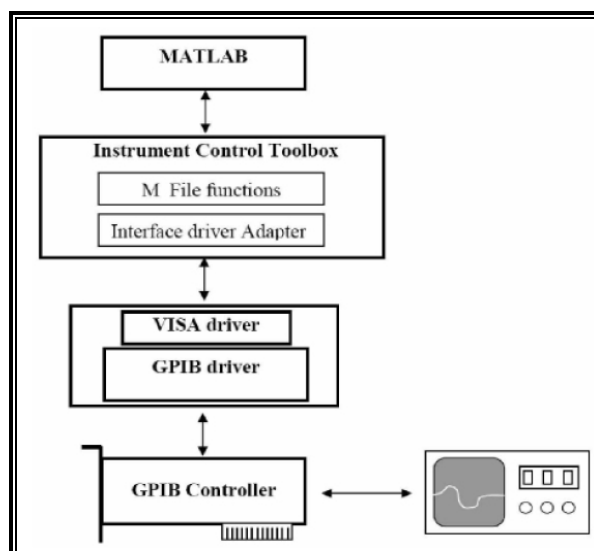 MATLAB
Instrument Control Toolbox
M File functions
Interface driver Adapter
VISA driver
GPIB driver
GPIB Controller